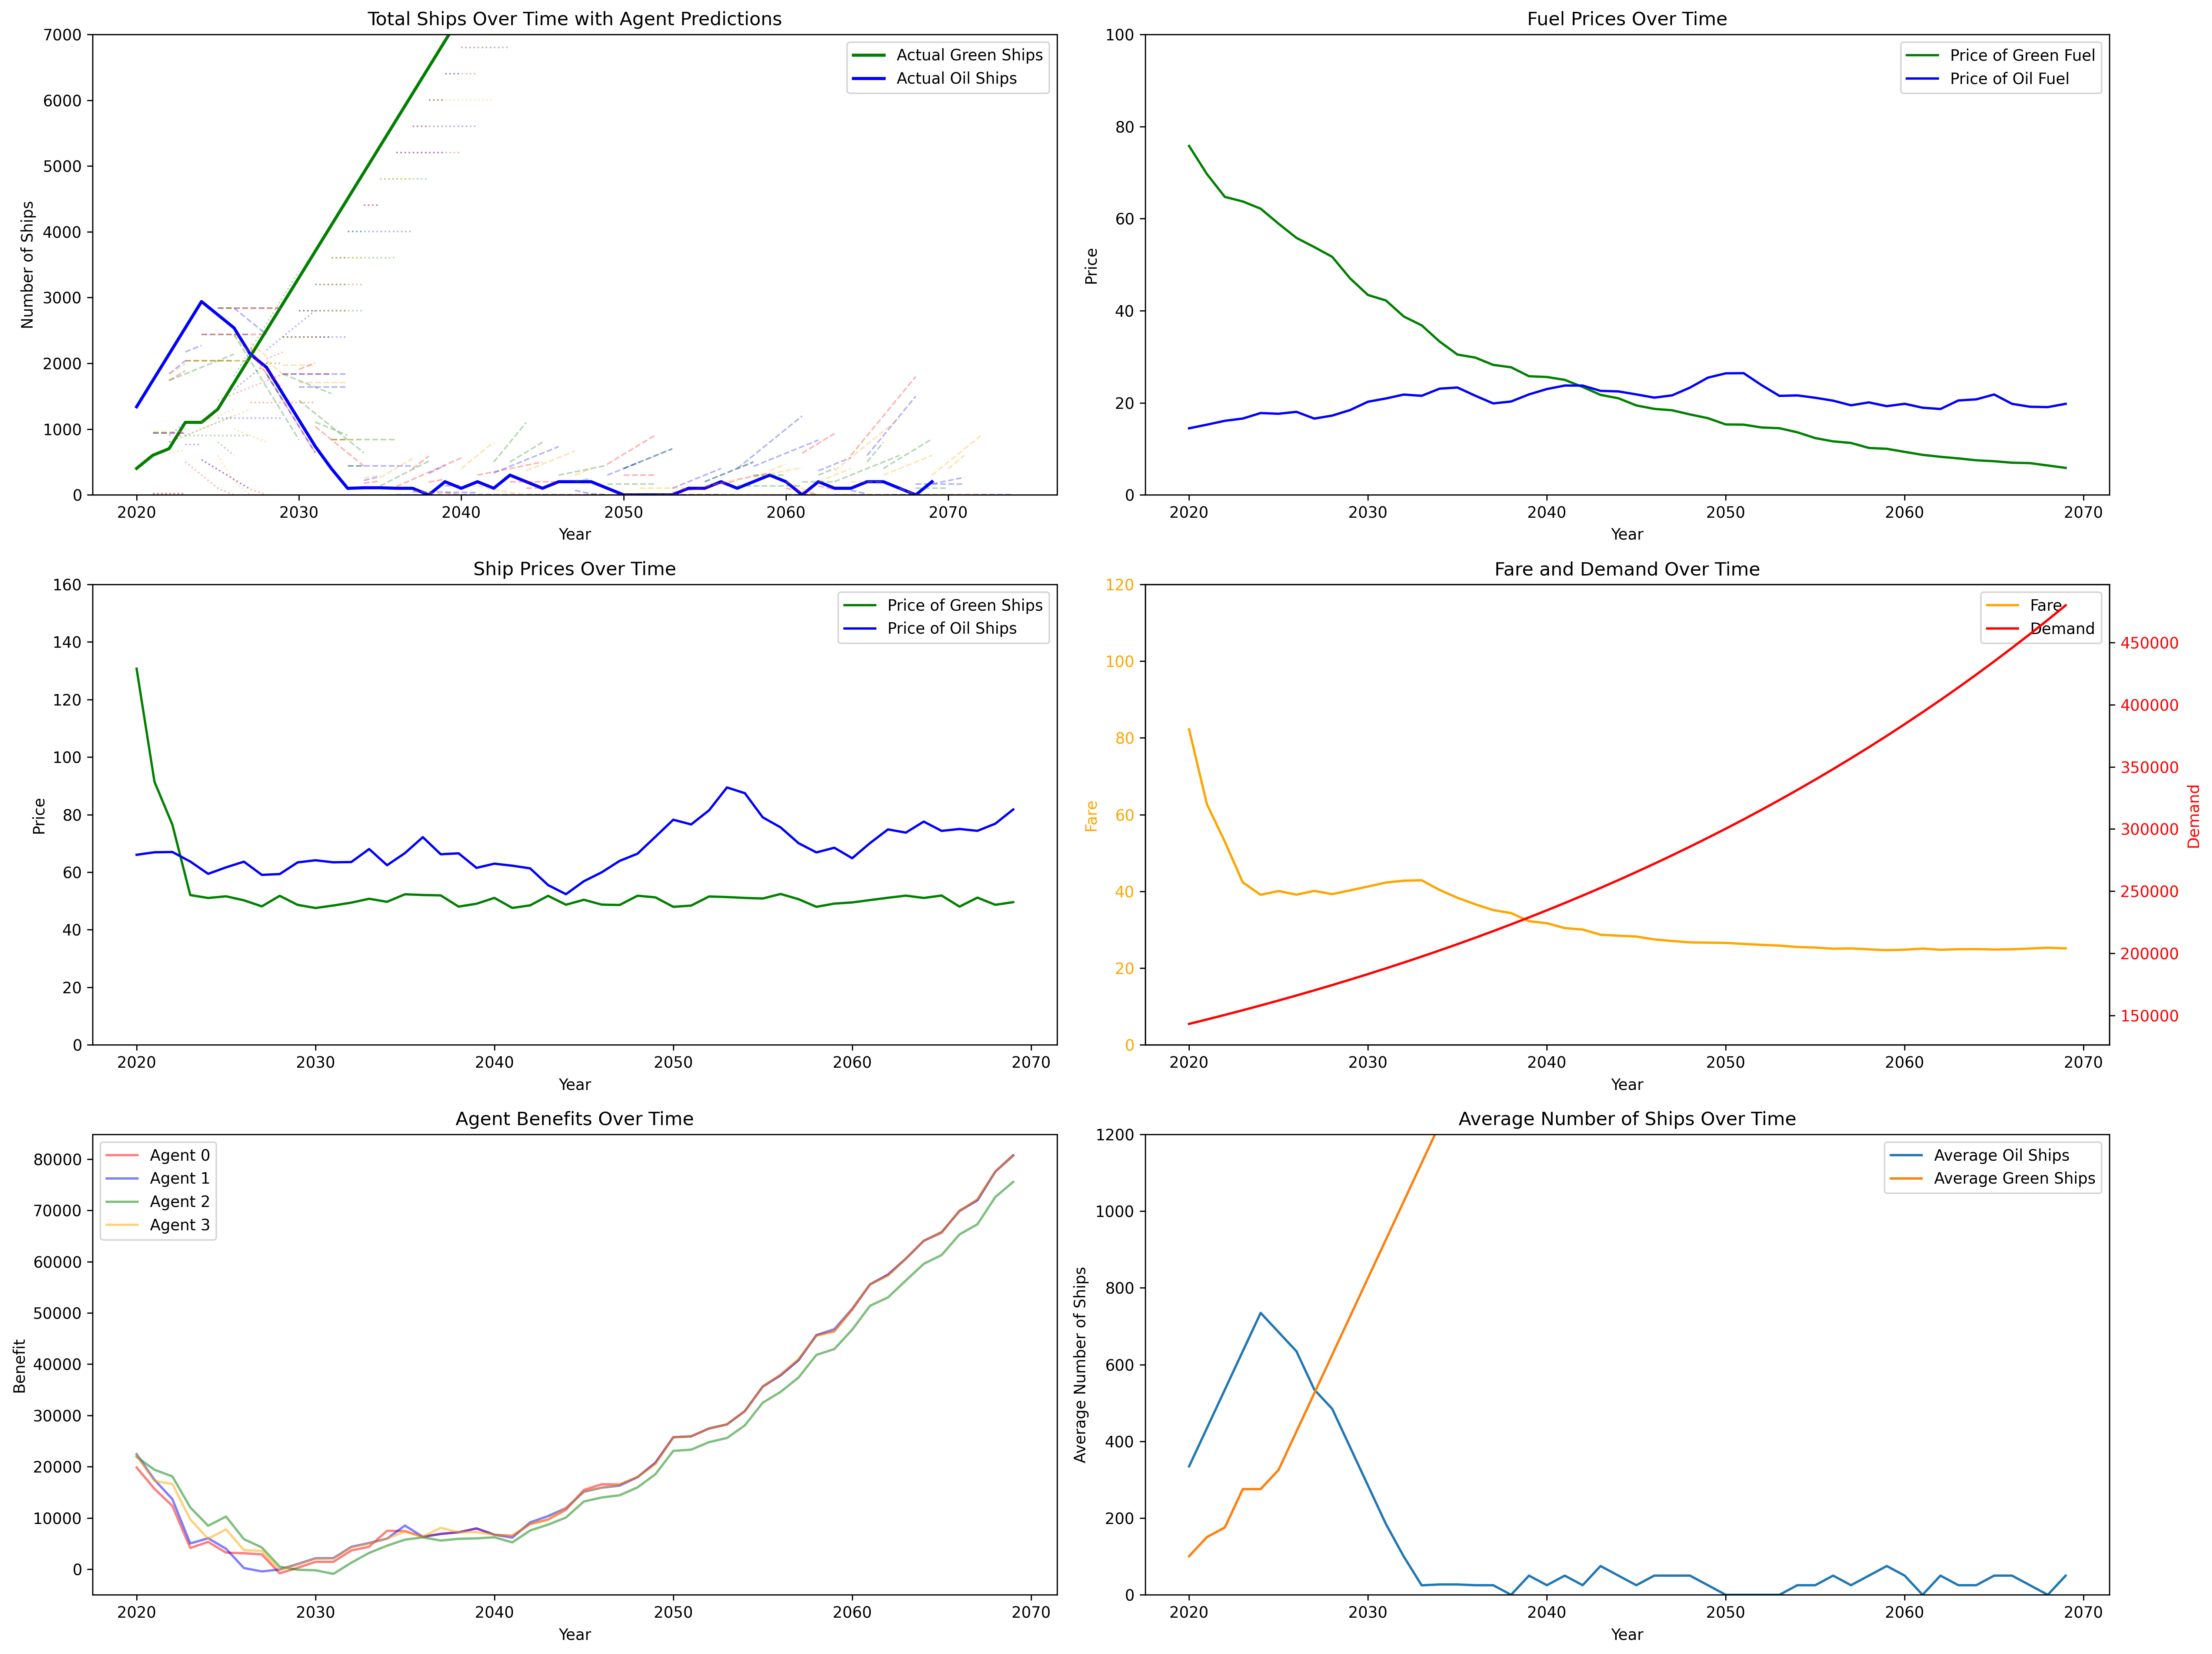 Total Ships Over Time with Agent Predictions
Number of Ships
7000
6000
5000
4000
3000
2000
1000
0
Actual Green Ships
Actual Oil Ships
2020 2030 2040 2050 2060 2070
Year
Fuel Prices Over Time
Price
100
80
60
40
20
0
Price of Green Fuel
Price of Oil Fuel
2020 2030 2040 2050 2060 2070
Year
Ship Prices Over Time
Price
160
140
120
100
80
60
40
20
0
Price of Green Ships
Price of Oil Ships
2020 2030 2040 2050 2060 2070
Year
Fare and Demand Over Time
Fare
120
100
80
60
40
20
0
Fare
Demand
450000
400000
350000
300000
250000
200000
150000
Demand
2020 2030 2040 2050 2060 2070
Year
Agent Benefits Over Time
Benefit
80000
70000
60000
50000
40000
30000
20000
10000
0
Agent 0
Agent 1
Agent 2
Agent 3
2020 2030 2040 2050 2060 2070
Year
Average Number of Ships Over Time
Average Number of Ships
1200
1000
800
600
400
200
0
Average Oil Ships
Average Green Ships
2020 2030 2040 2050 2060 2070
Year